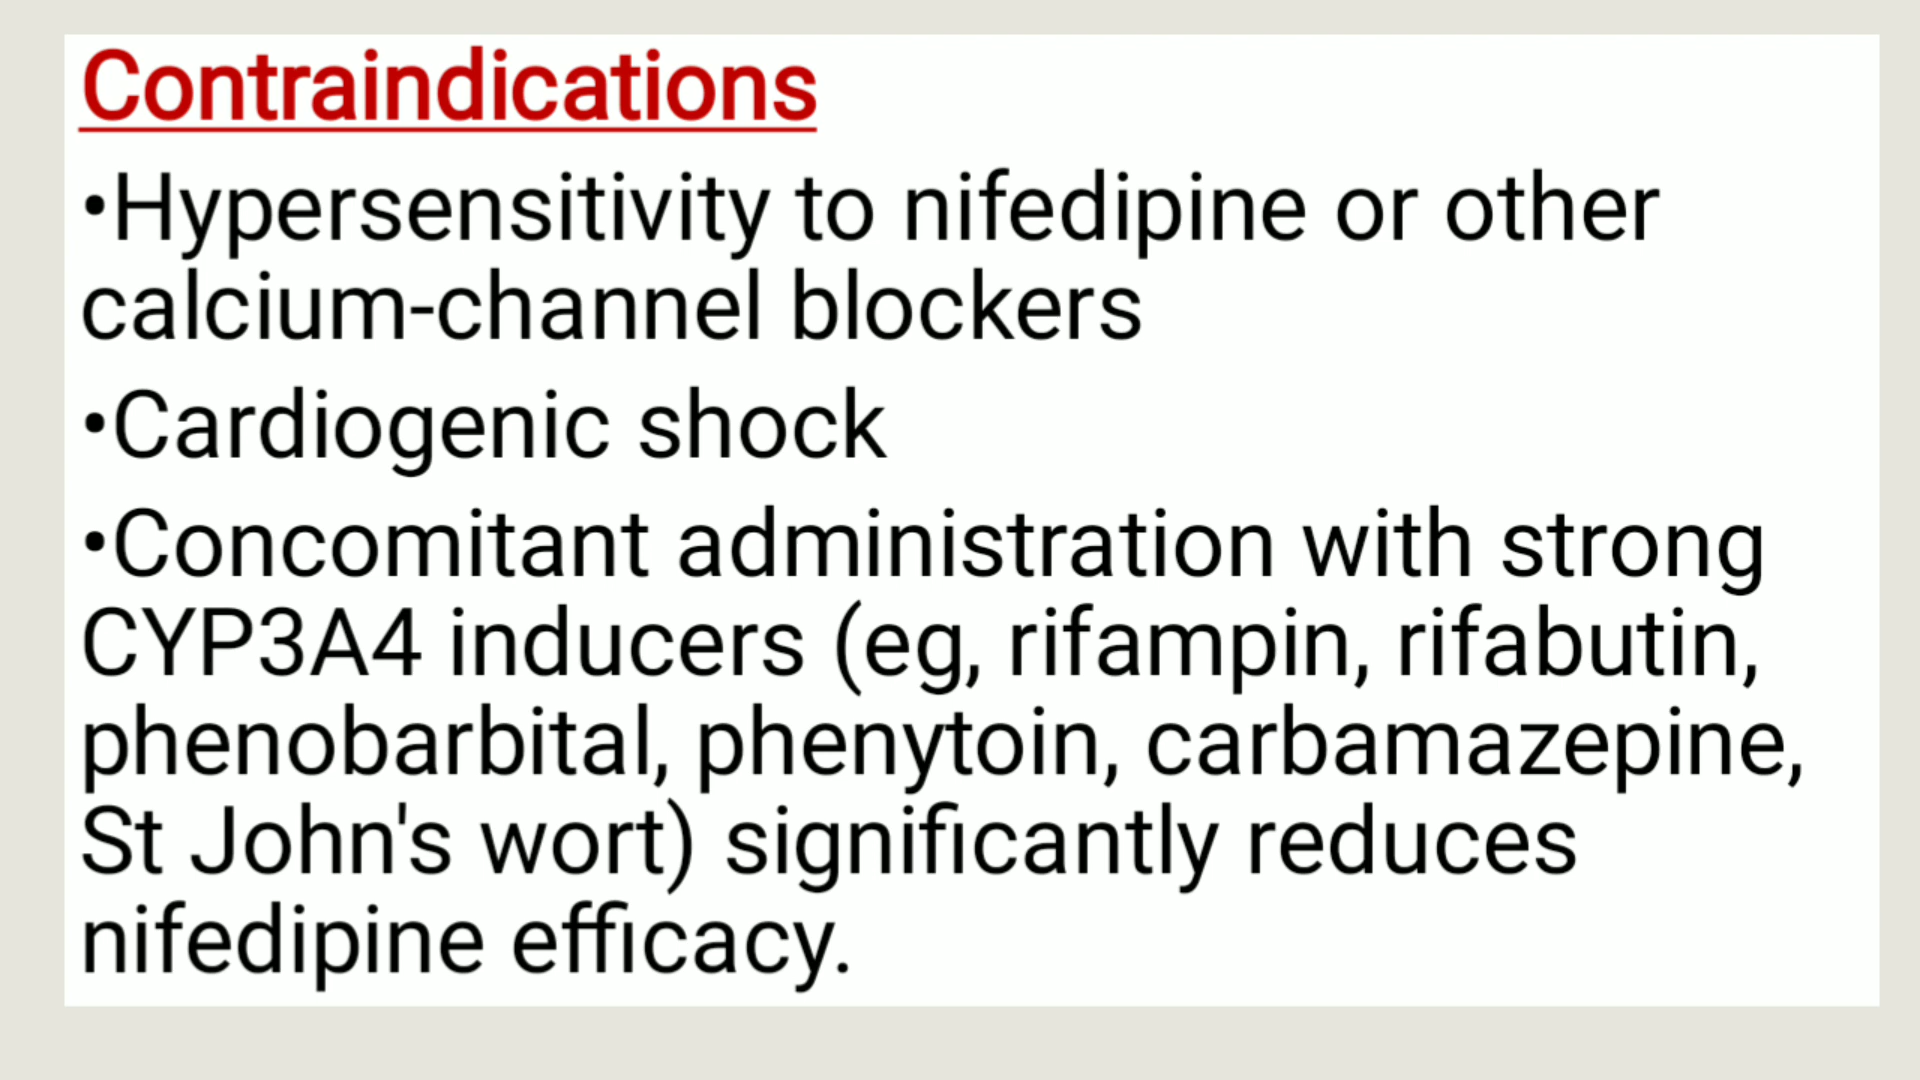 Contraindications
•Hypersensitivity to nifedipine or other
calcium-channel blockers
•Cardiogenic shock
•Concomitant administration with strong
CYP3A4 inducers (eg, rifampin, rifabutin,
phenobarbital, phenytoin, carbamazepine,
St John's wort) significantly reduces
nifedipine efficacy.